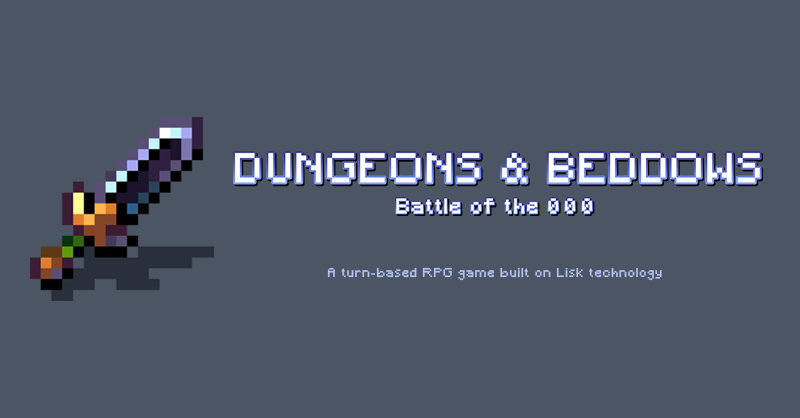 DUNGEONS & BEDDOWS
Battle of the 000
A turn-based RPG game built on Lisk technology